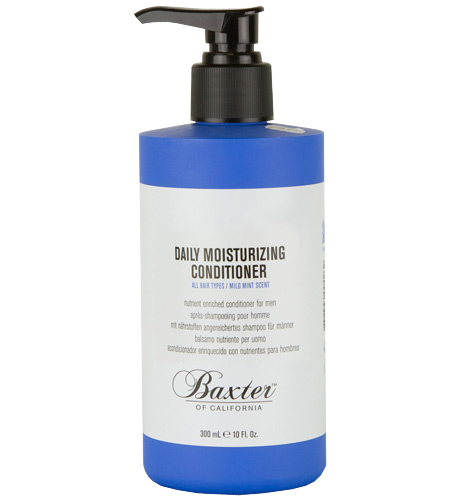 DAILY MOISTURIZING
CONDITIONER
ALL HAIR TYPES / MILD MINT SCENT
nutrient enriched conditioner for men
après-shampooing pour homme
mit nährstoffen angereichertes shampoo für männer
balsamo nutriente per uomo
acondicionador enriquecido con nutrientes para hombres
Baxter™
OF CALIFORNIA
300 mL ℮ 10 Fl. Oz.